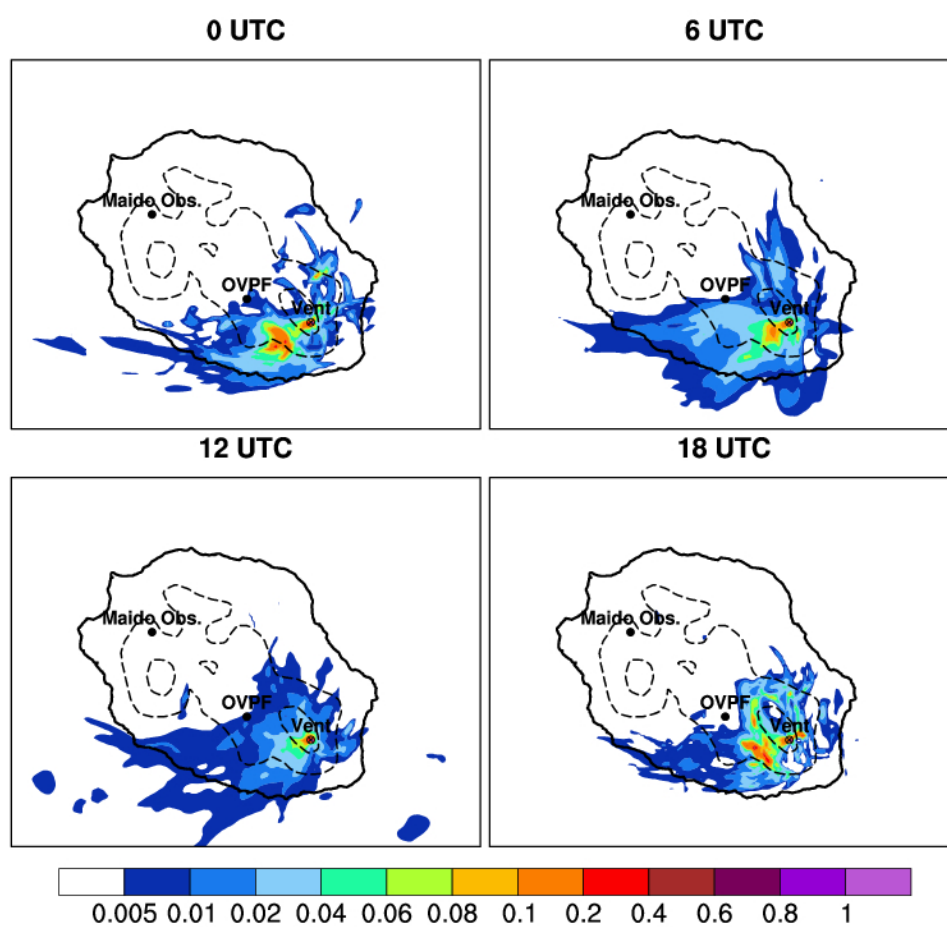 0 UTC
6 UTC
Maido Obs.
OVPF
Vent
Maido Obs.
OVPF
Vent
12 UTC
18 UTC
Maido Obs.
OVPF
Vent
Maido Obs.
OVPF
Vent
0.005 0.01 0.02 0.04 0.06 0.08 0.1 0.2 0.4 0.6 0.8 1